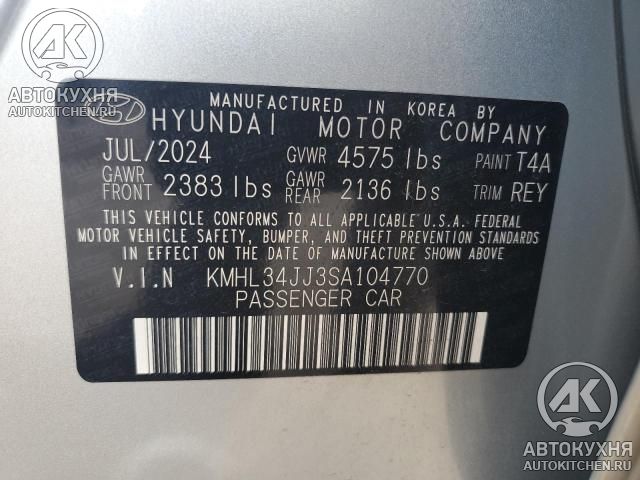 АВТОКУХНЯ
AUTOKITCHEN.RU
MANUFACTURED IN KOREA BY
HYUNDAI MOTOR COMPANY
JUL/2024 GVWR 4575 lbs PAINT T4A
GAWR FRONT 2383 lbs GAWR REAR 2136 lbs TRIM REY
THIS VEHICLE CONFORMS TO ALL APPLICABLE U.S.A. FEDERAL
MOTOR VEHICLE SAFETY, BUMPER, AND THEFT PREVENTION STANDARDS
IN EFFECT ON THE DATE OF MANUFACTURE SHOWN ABOVE
V.I.N KMHL34JJ3SA104770
PASSENGER CAR
AK
АВТОКУХНЯ
AUTOKITCHEN.RU